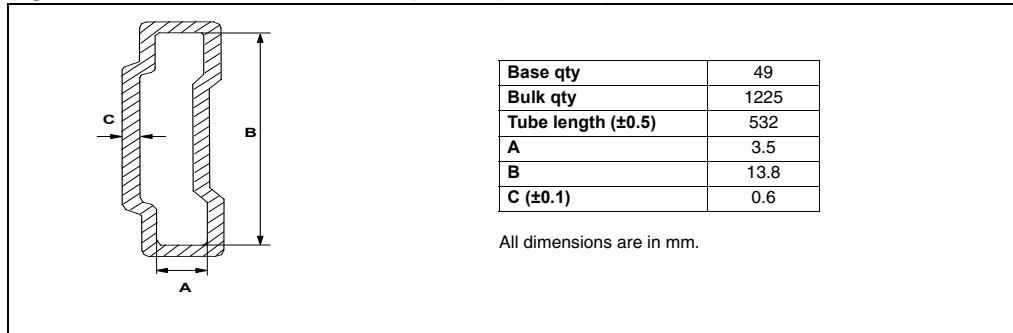 C
B
A
Base qty 49
Bulk qty 1225
Tube length (±0.5) 532
A 3.5
B 13.8
C (±0.1) 0.6
All dimensions are in mm.